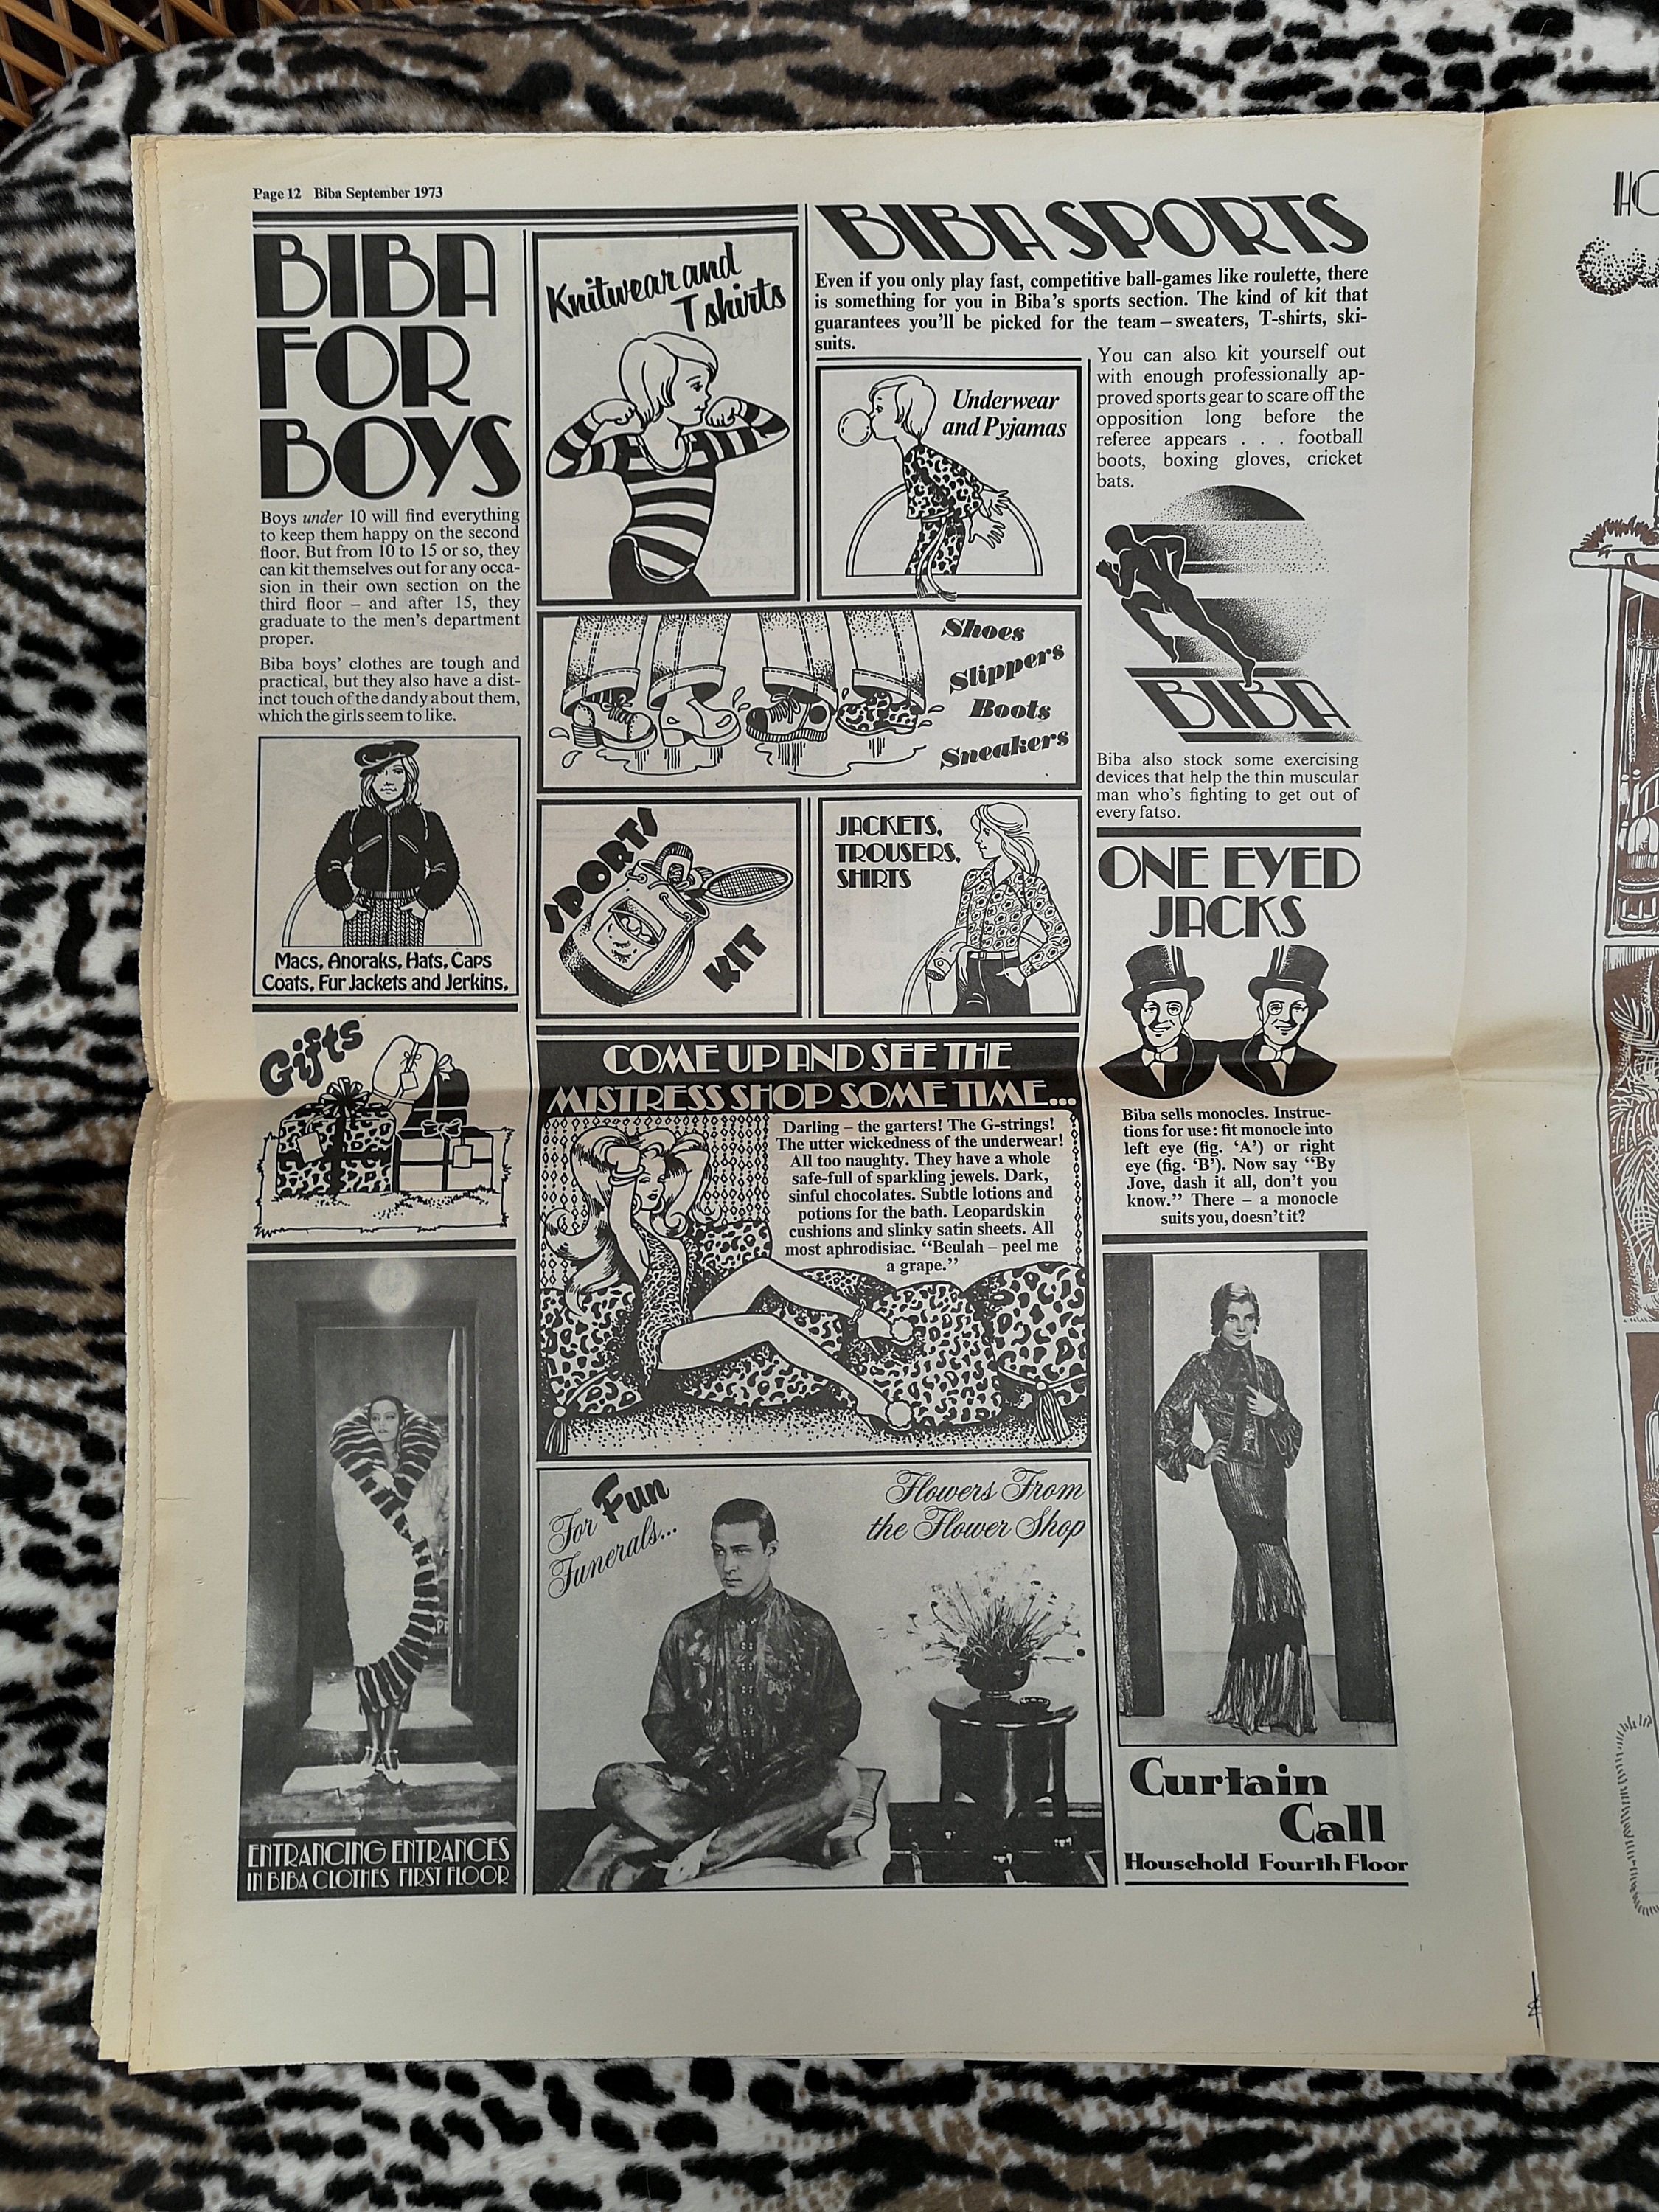 Page 12 Biba September 1973
BIBA
FOR
BOYS
Boys under 10 will find everything
to keep them happy on the second
floor. But from 10 to 15 or so, they
can kit themselves out for any occa-
sion in their own section on the
third floor – and after 15, they
graduate to the men's department
proper.
Biba boys' clothes are tough and
practical, but they also have a dist-
inct touch of the dandy about them,
which the girls seem to like.
Macs, Anoraks, Hats, Caps
Coats, Fur Jackets and Jerkins.
Gifts
ENTRANCING ENTRANCES
IN BIBA CLOTHES FIRST FLOOR
Knitwear and
T shirts
BIBA SPORTS
Even if you only play fast, competitive ball-games like roulette, there
is something for you in Biba's sports section. The kind of kit that
guarantees you'll be picked for the team – sweaters, T-shirts, ski-
suits.
Underwear
and Pyjamas
You can also kit yourself out
with enough professionally ap-
proved sports gear to scare off the
opposition long before the
referee appears . . . football
boots, boxing gloves, cricket
bats.
BIBA
Biba also stock some exercising
devices that help the thin muscular
man who's fighting to get out of
every fatso.
Shoes
Slippers
Boots
Sneakers
SPORTS
KIT
JACKETS,
TROUSERS,
SHIRTS
ONE EYED
JACKS
Biba sells monocles. Instruc-
tions for use: fit monocle into
left eye (fig. 'A') or right
eye (fig. 'B'). Now say "By
Jove, dash it all, don't you
know." There – a monocle
suits you, doesn't it?
COME UP AND SEE THE
MISTRESS SHOP SOME TIME...
Darling – the garters! The G-strings!
The utter wickedness of the underwear!
All too naughty. They have a whole
safe-full of sparkling jewels. Dark,
sinful chocolates. Subtle lotions and
potions for the bath. Leopardskin
cushions and slinky satin sheets. All
most aphrodisiac. "Beulah – peel me
a grape."
For Fun
Funerals...
Flowers From
the Flower Shop
Curtain
Call
Household Fourth Floor